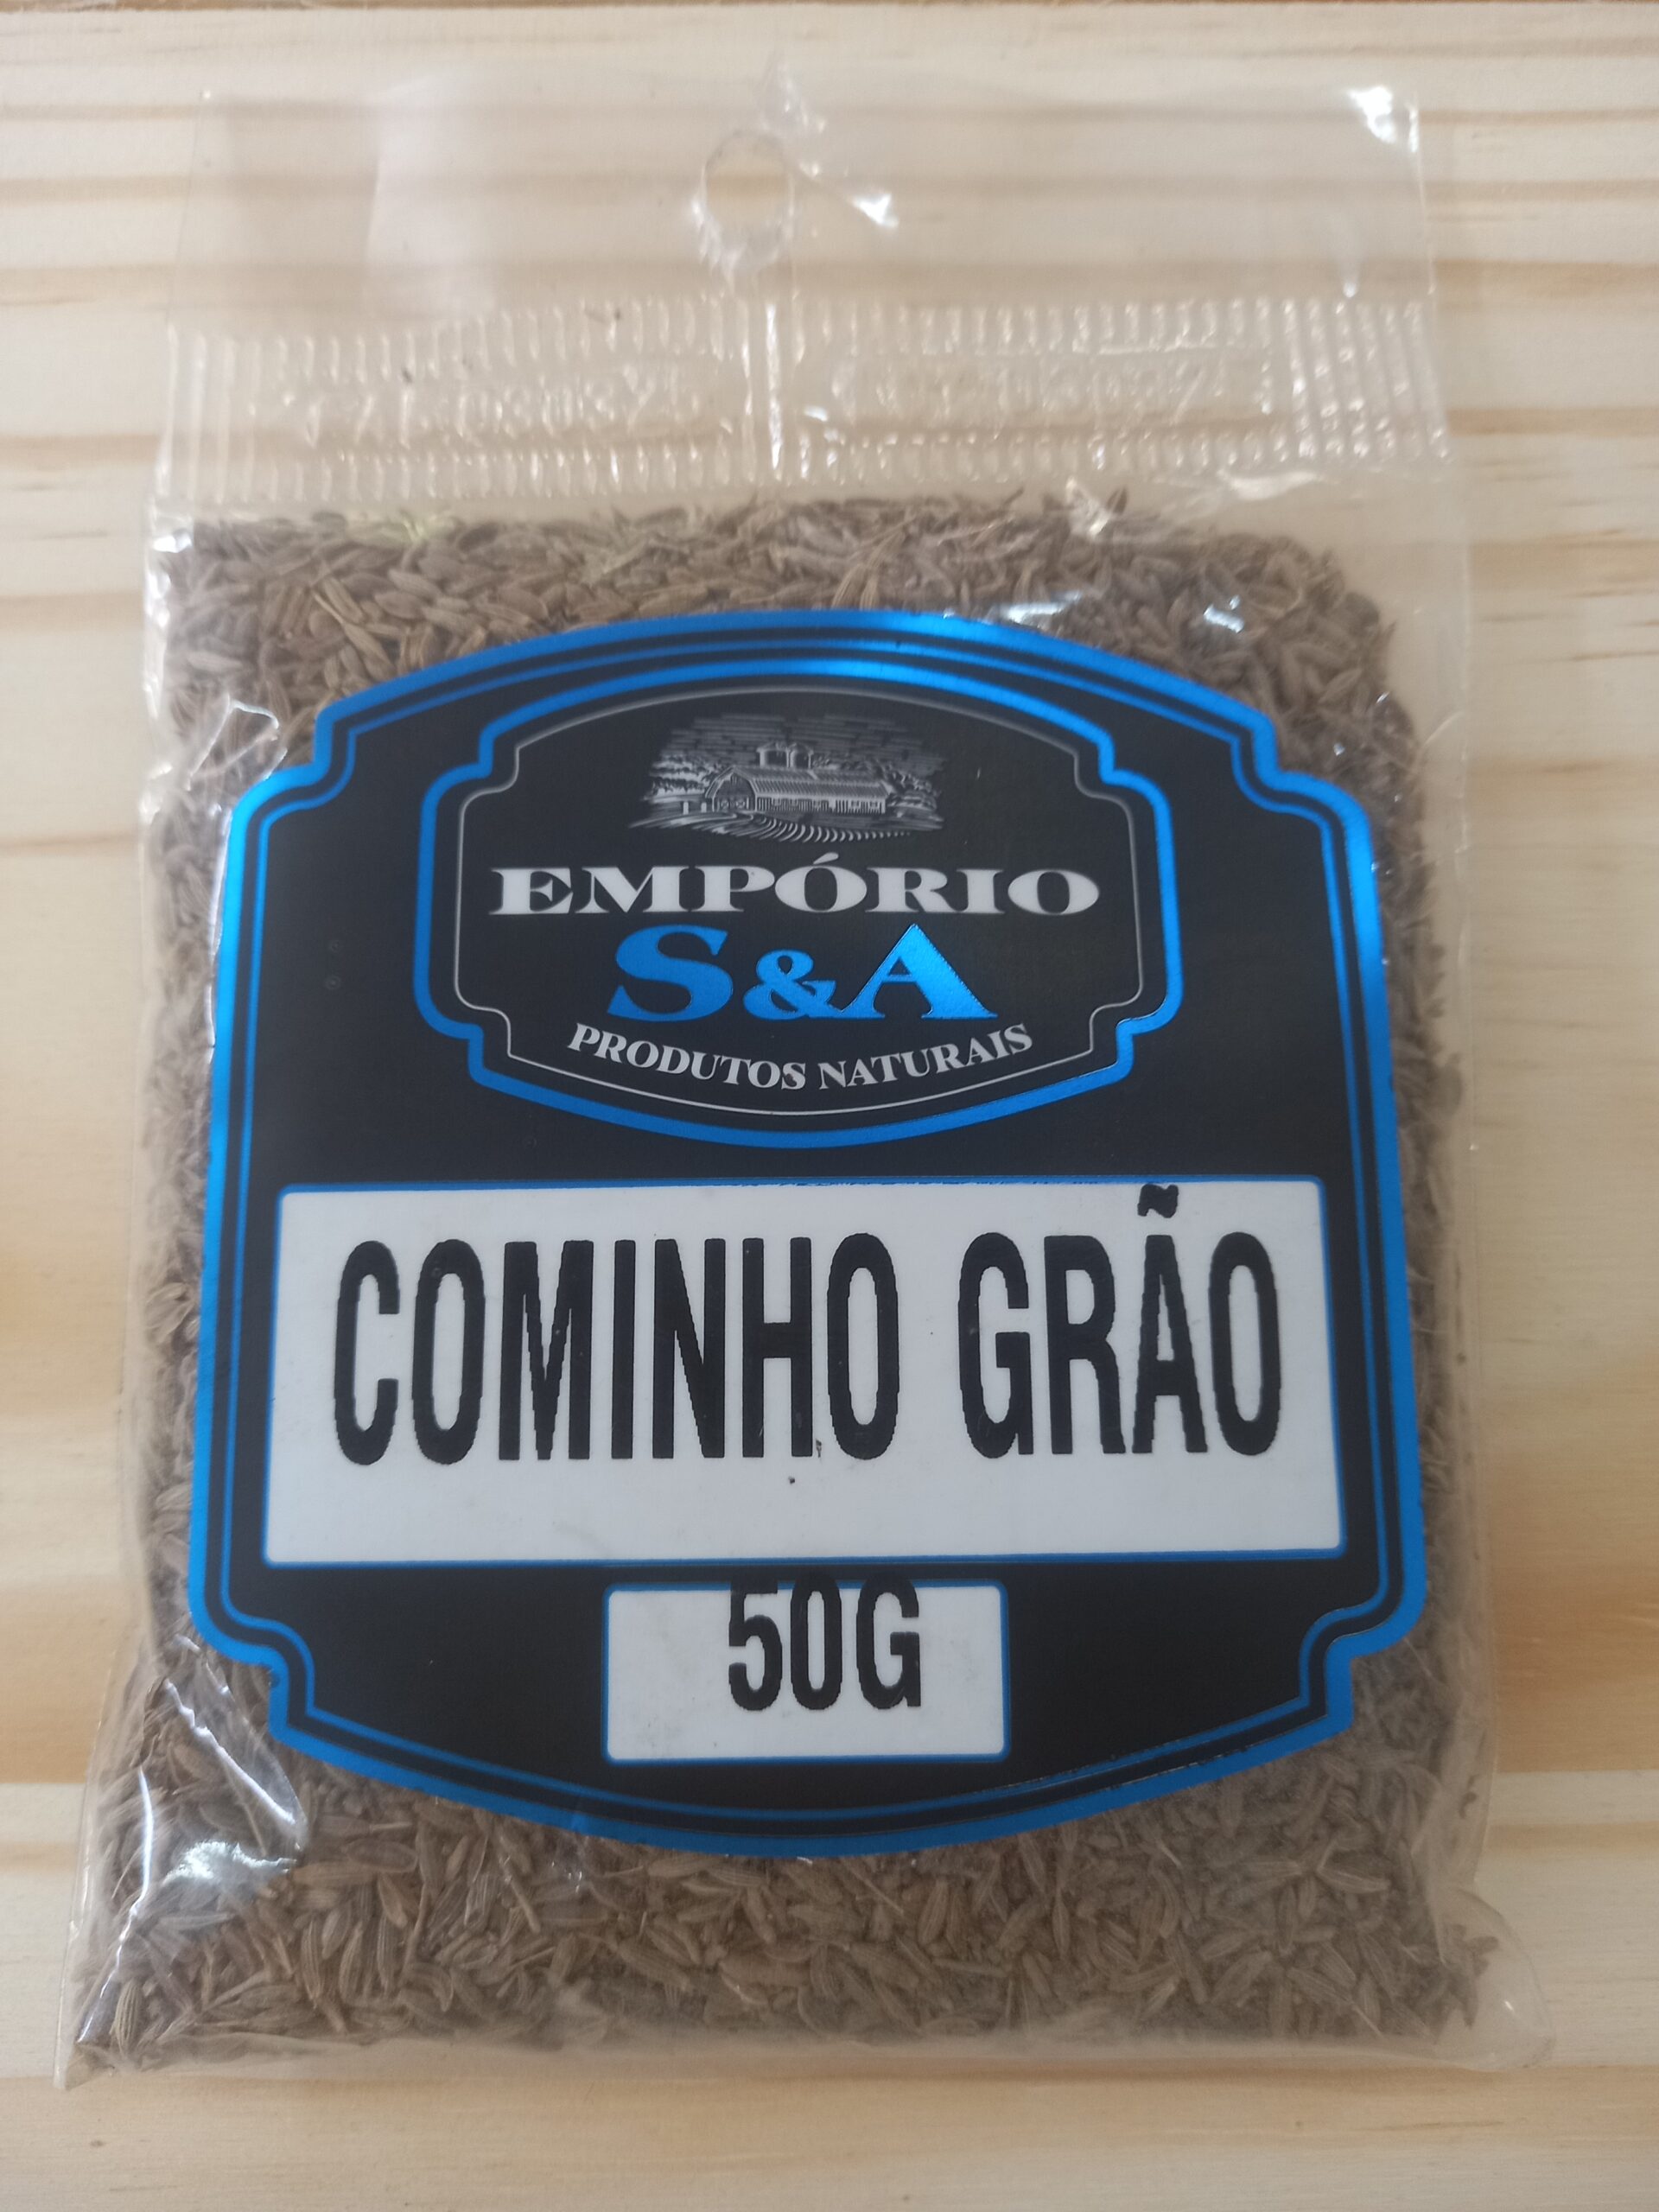 EMPÓRIO
S&A
PRODUTOS NATURAIS
COMINHO GRÃO
50G